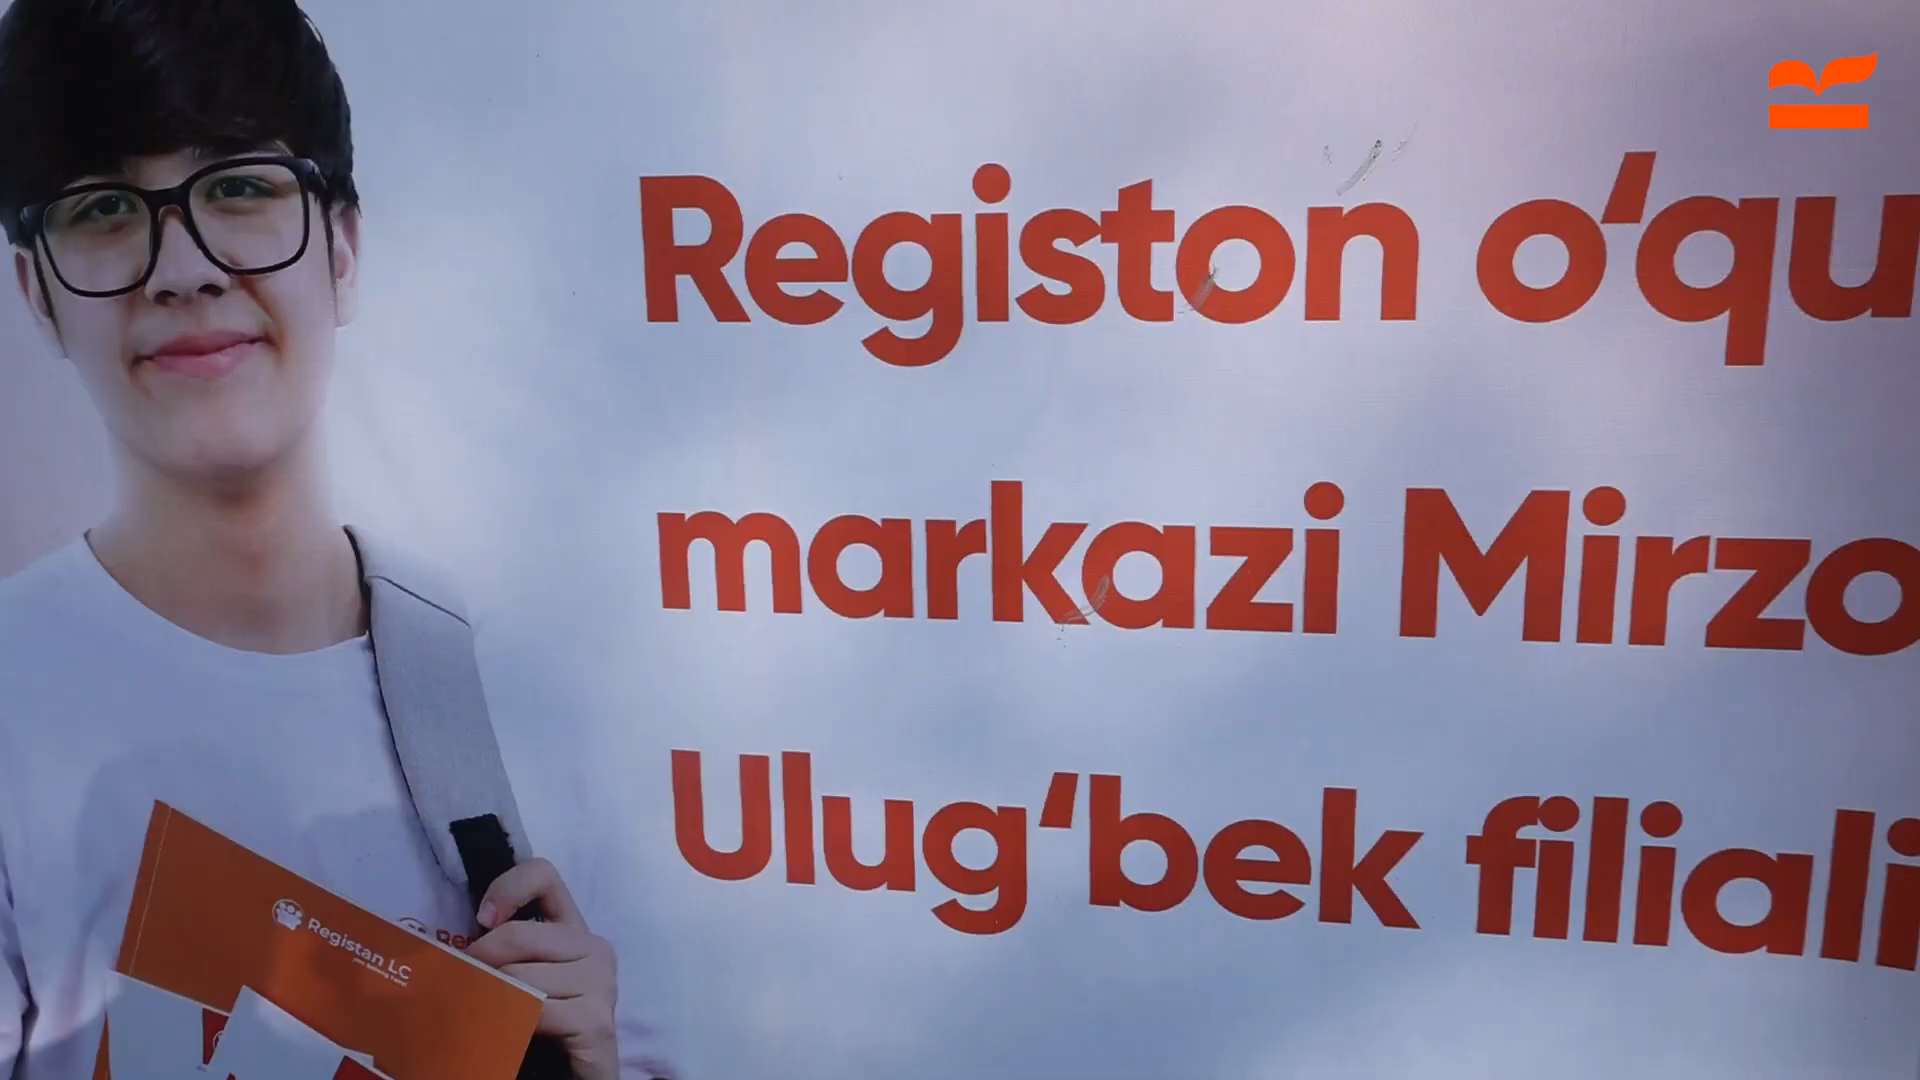 Registon o‘qu
markazi Mirzo
Ulug‘bek filiali
Registan LC